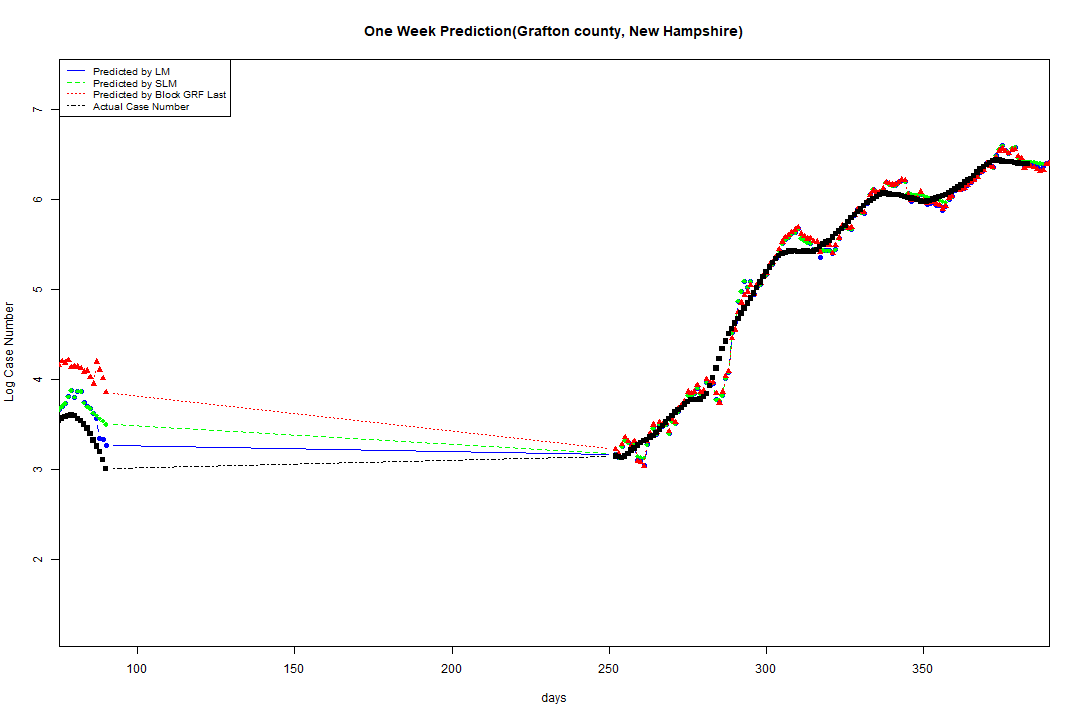 One Week Prediction(Grafton county, New Hampshire)
Predicted by LM
Predicted by SLM
Predicted by Block GRF Last
Actual Case Number
7
6
5
4
3
2
Log Case Number
100 150 200 250 300 350
days